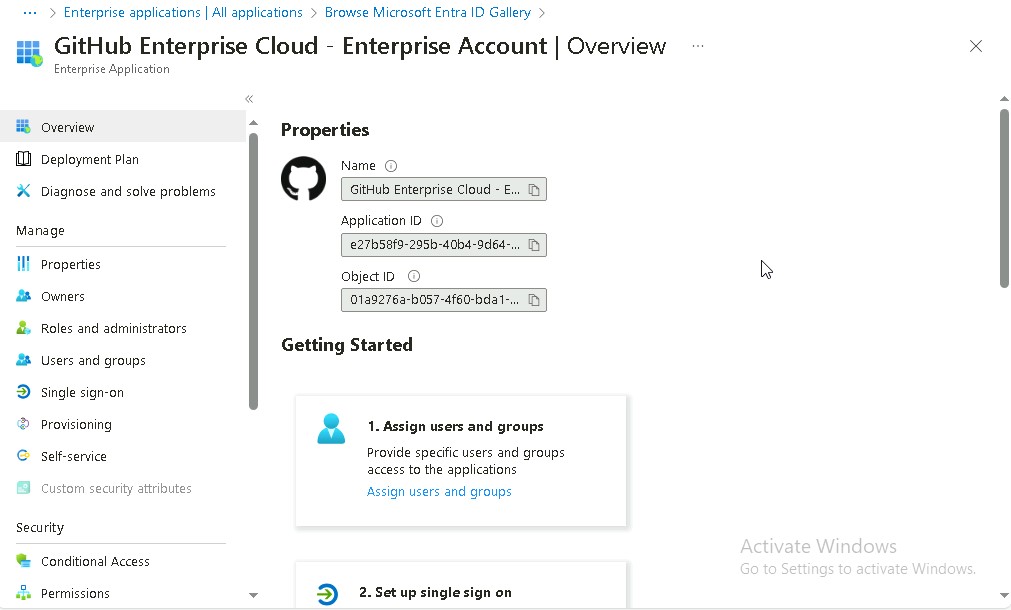 ··· > Enterprise applications | All applications > Browse Microsoft Entra ID Gallery >
GitHub Enterprise Cloud - Enterprise Account | Overview ···
Enterprise Application
«
Overview
Deployment Plan
Diagnose and solve problems
Manage
Properties
Owners
Roles and administrators
Users and groups
Single sign-on
Provisioning
Self-service
Custom security attributes
Security
Conditional Access
Permissions
Properties
Name
GitHub Enterprise Cloud - E...
Application ID
e27b58f9-295b-40b4-9d64-...
Object ID
01a9276a-b057-4f60-bda1-...
Getting Started
1. Assign users and groups
Provide specific users and groups
access to the applications
Assign users and groups
2. Set up single sign on
Activate Windows
Go to Settings to activate Windows.